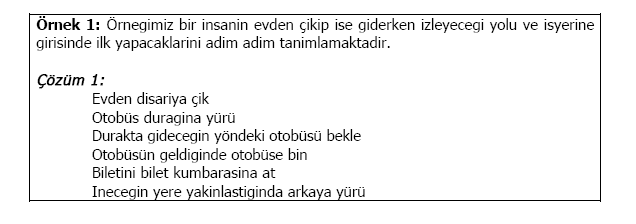 Örnek 1: Örnegimiz bir insanin evden çikip ise giderken izleyecegi yolu ve isyerine
girisinde ilk yapacaklarini adim adim tanimlamaktadir.
Çözüm 1:
Evden disariya çik
Otobüs duragina yürü
Durakta gidecegin yöndeki otobüsü bekle
Otobüsün geldiginde otobüse bin
Biletini bilet kumbarasina at
Inecegin yere yakinlastiginda arkaya yürü